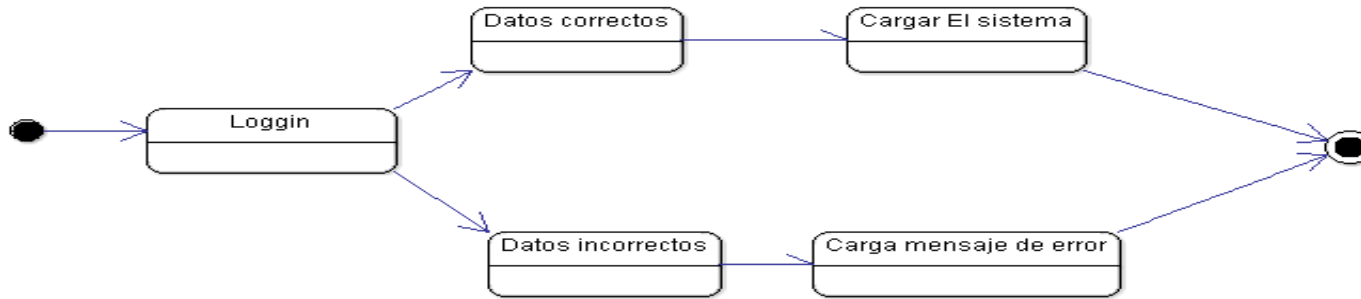 Datos correctos
Cargar El sistema
Loggin
Datos incorrectos
Carga mensaje de error